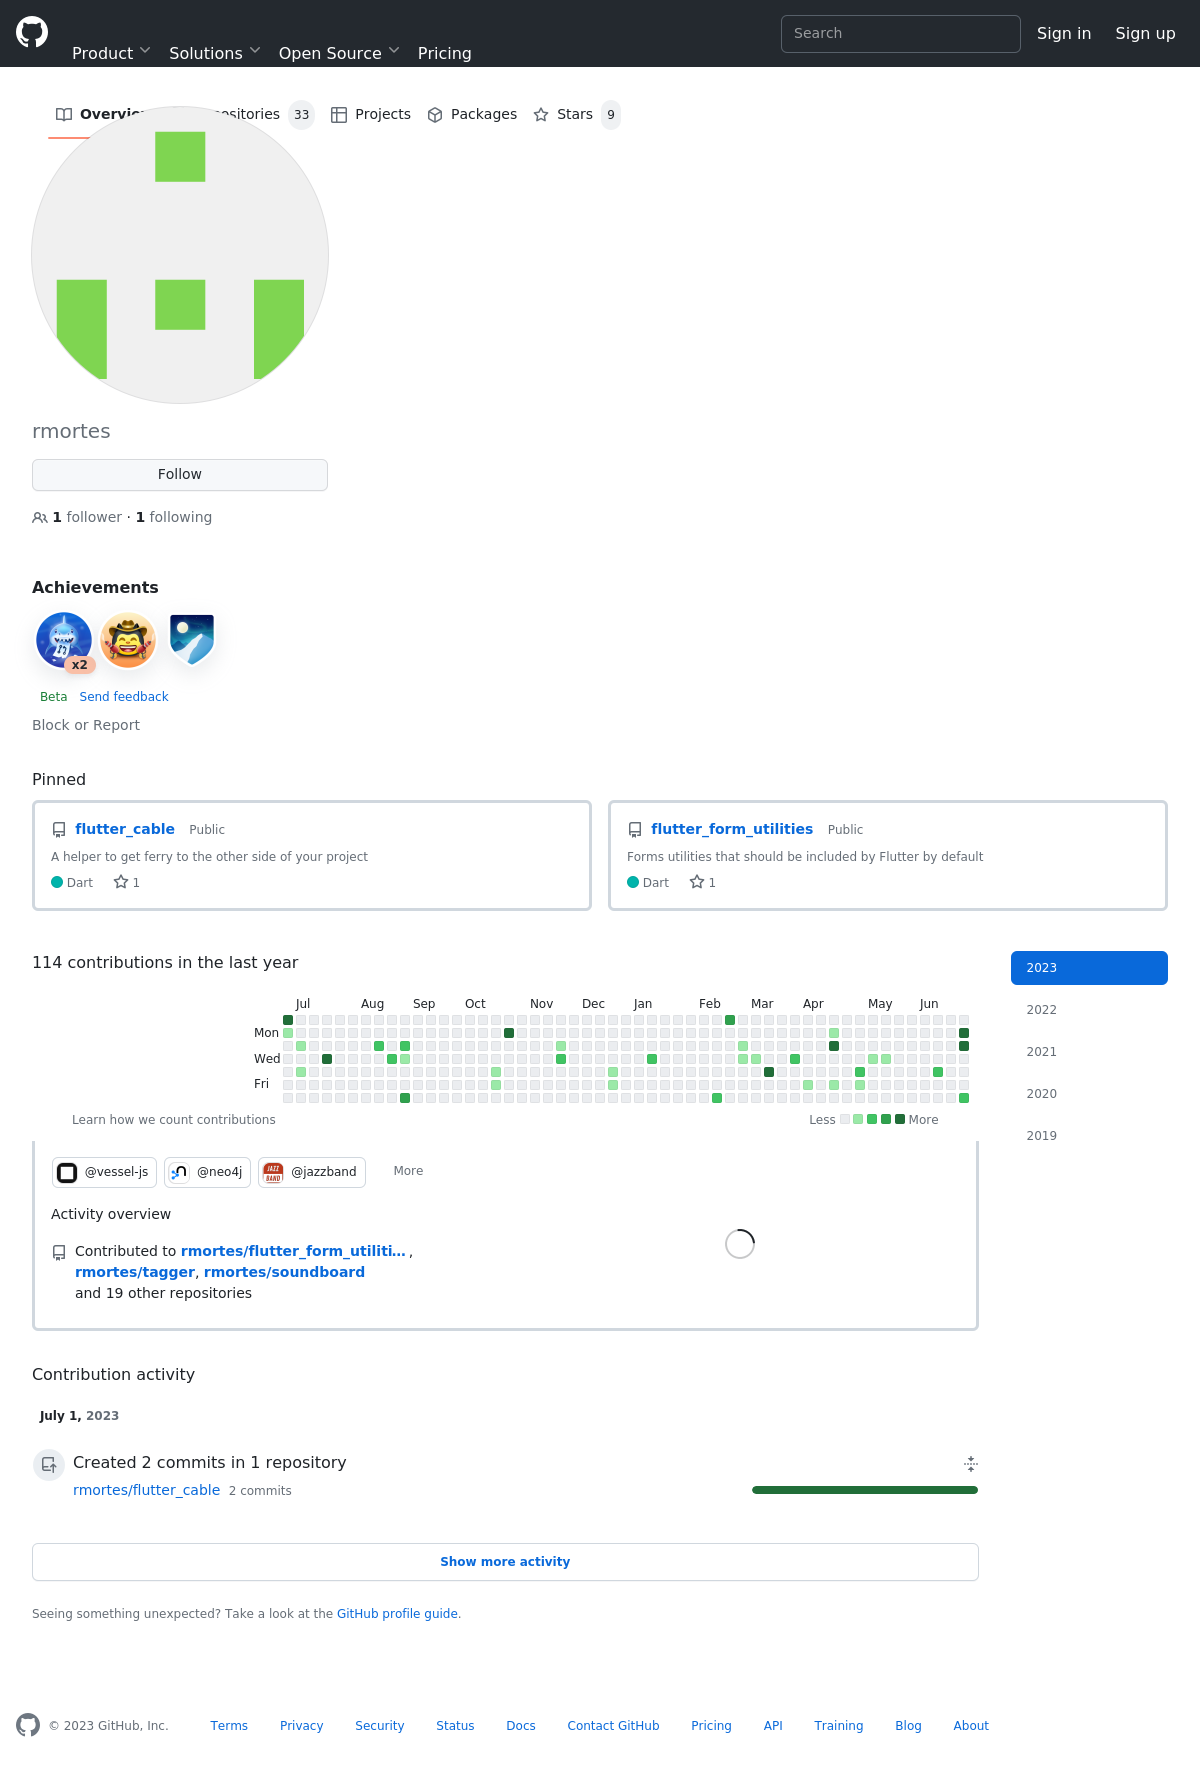 Product Solutions Open Source Pricing Search Sign in Sign up
Overview Repositories 33 Projects Packages Stars 9
rmortes
Follow
1 follower · 1 following
Achievements
x2
Beta Send feedback
Block or Report
Pinned
flutter_cable Public
A helper to get ferry to the other side of your project
Dart 1
flutter_form_utilities Public
Forms utilities that should be included by Flutter by default
Dart 1
114 contributions in the last year
Jul Aug Sep Oct Nov Dec Jan Feb Mar Apr May Jun
Mon
Wed
Fri
Learn how we count contributions
Less More
2023
2022
2021
2020
2019
@vessel-js @neo4j JAZZ BAND @jazzband More
Activity overview
Contributed to rmortes/flutter_form_utiliti… ,
rmortes/tagger, rmortes/soundboard
and 19 other repositories
Contribution activity
July 1, 2023
Created 2 commits in 1 repository
rmortes/flutter_cable 2 commits
Show more activity
Seeing something unexpected? Take a look at the GitHub profile guide.
© 2023 GitHub, Inc. Terms Privacy Security Status Docs Contact GitHub Pricing API Training Blog About